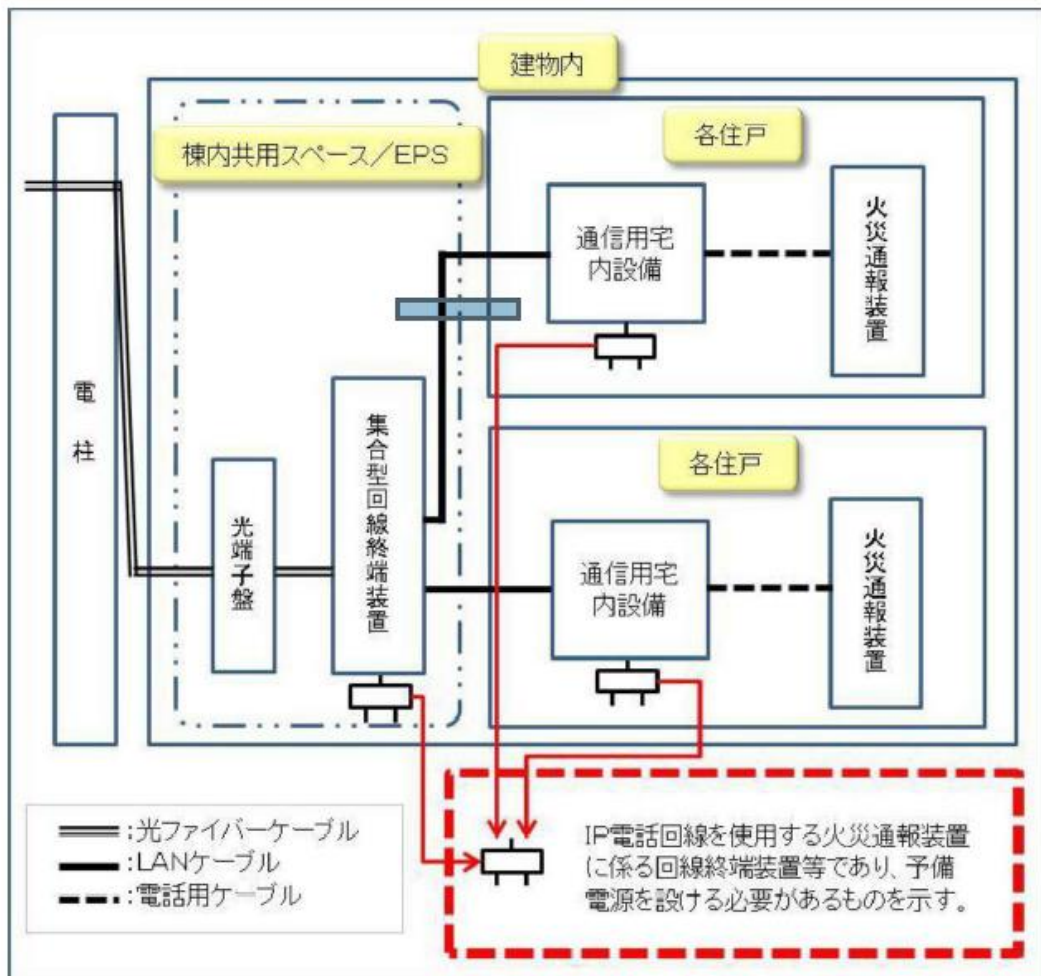 建物内
棟内共用スペース／EPS
各住戸
通信用宅
内設備
火災通報装置
電柱
集合型回線終端装置
光端子盤
各住戸
通信用宅
内設備
火災通報装置
:光ファイバーケーブル
:LANケーブル
:電話用ケーブル
IP電話回線を使用する火災通報装置
に係る回線終端装置等であり、予備
電源を設ける必要があるものを示す。